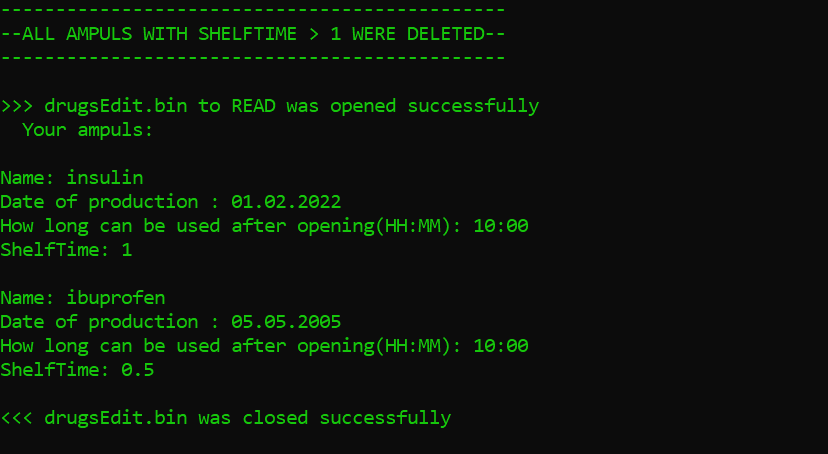 ----------------------------------------------
--ALL AMPULS WITH SHELFTIME > 1 WERE DELETED--
----------------------------------------------
>>> drugsEdit.bin to READ was opened successfully
Your ampuls:
Name: insulin
Date of production : 01.02.2022
How long can be used after opening(HH:MM): 10:00
ShelfTime: 1
Name: ibuprofen
Date of production : 05.05.2005
How long can be used after opening(HH:MM): 10:00
ShelfTime: 0.5
<<< drugsEdit.bin was closed successfully